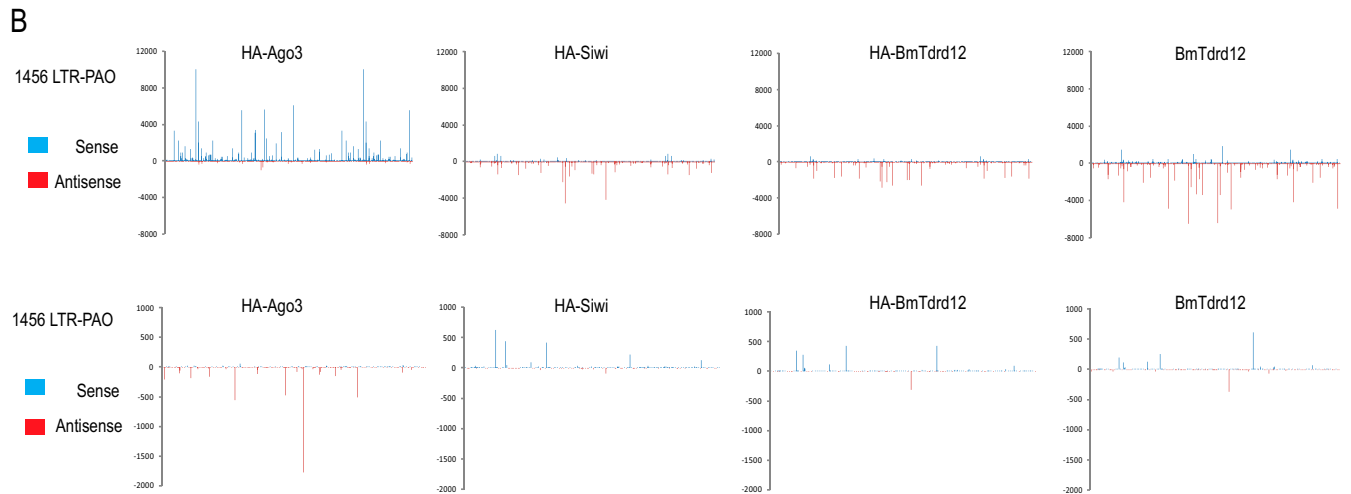 B
HA-Ago3 HA-Siwi HA-BmTdrd12 BmTdrd12
1456 LTR-PAO
Sense
Antisense
12000 12000 12000 12000
8000 8000 8000 8000
4000 4000 4000 4000
0 0 0 0
-4000 -4000 -4000 -4000
-8000 -8000 -8000 -8000
HA-Ago3 HA-Siwi HA-BmTdrd12 BmTdrd12
1456 LTR-PAO
Sense
Antisense
1000 1000 1000 1000
500 500 500 500
0 0 0 0
-500 -500 -500 -500
-1000 -1000 -1000 -1000
-1500 -1500 -1500 -1500
-2000 -2000 -2000 -2000